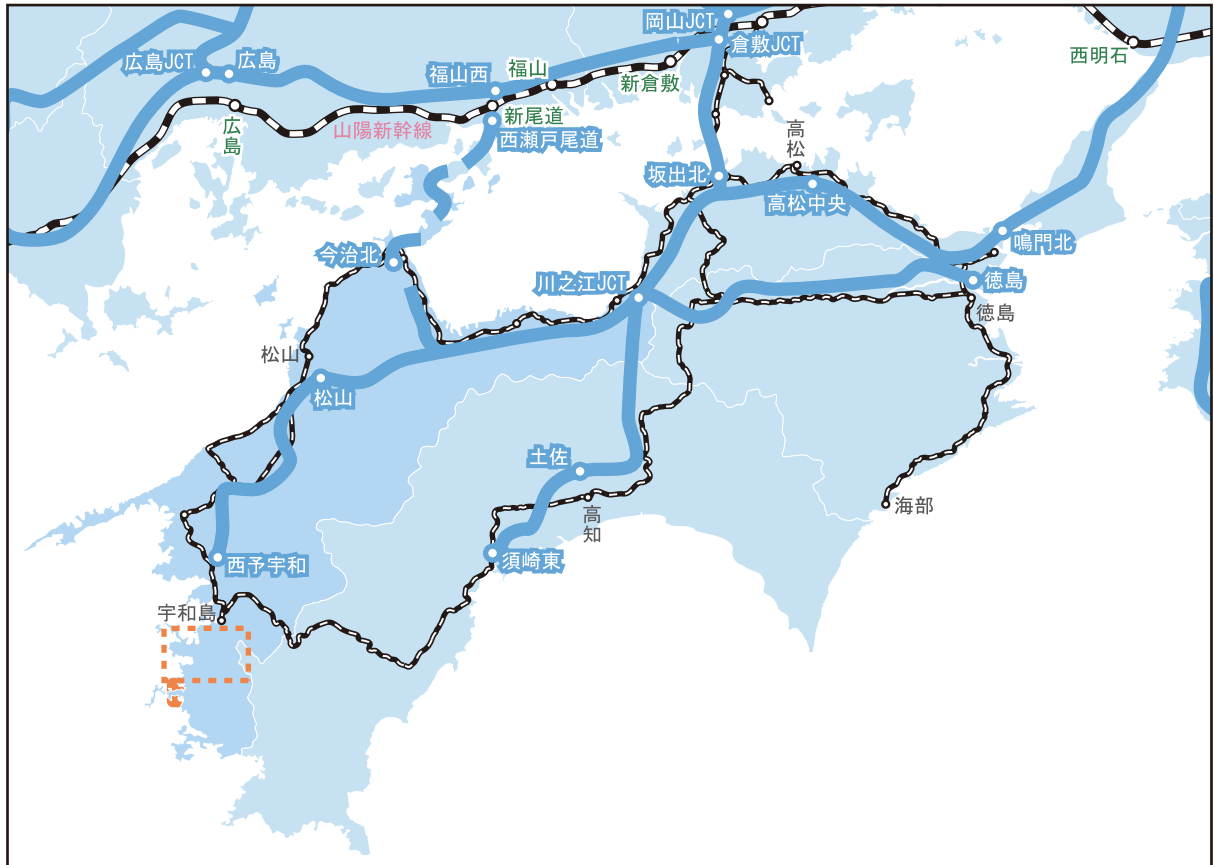 岡山JCT
倉敷JCT
西明石
広島JCT
広島
福山西
福山
新倉敷
広島
山陽新幹線
新尾道
西瀬戸尾道
高松
坂出北
高松中央
今治北
鳴門北
川之江JCT
徳島
徳島
松山
松山
土佐
高知
海部
須崎東
西予宇和
宇和島